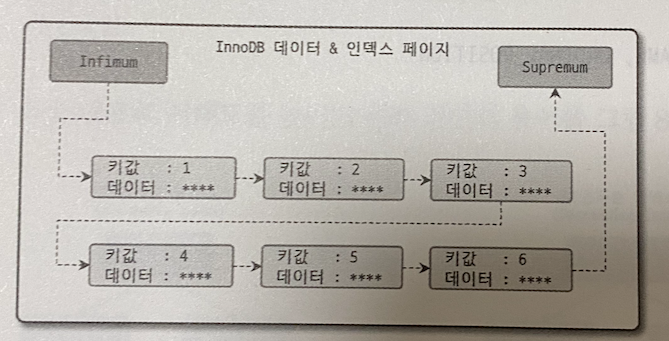 InnoDB 데이터 & 인덱스 페이지
Infimum
Supremum
키값 : 1
데이터 : ****
키값 : 2
데이터 : ****
키값 : 3
데이터 : ****
키값 : 4
데이터 : ****
키값 : 5
데이터 : ****
키값 : 6
데이터 : ****